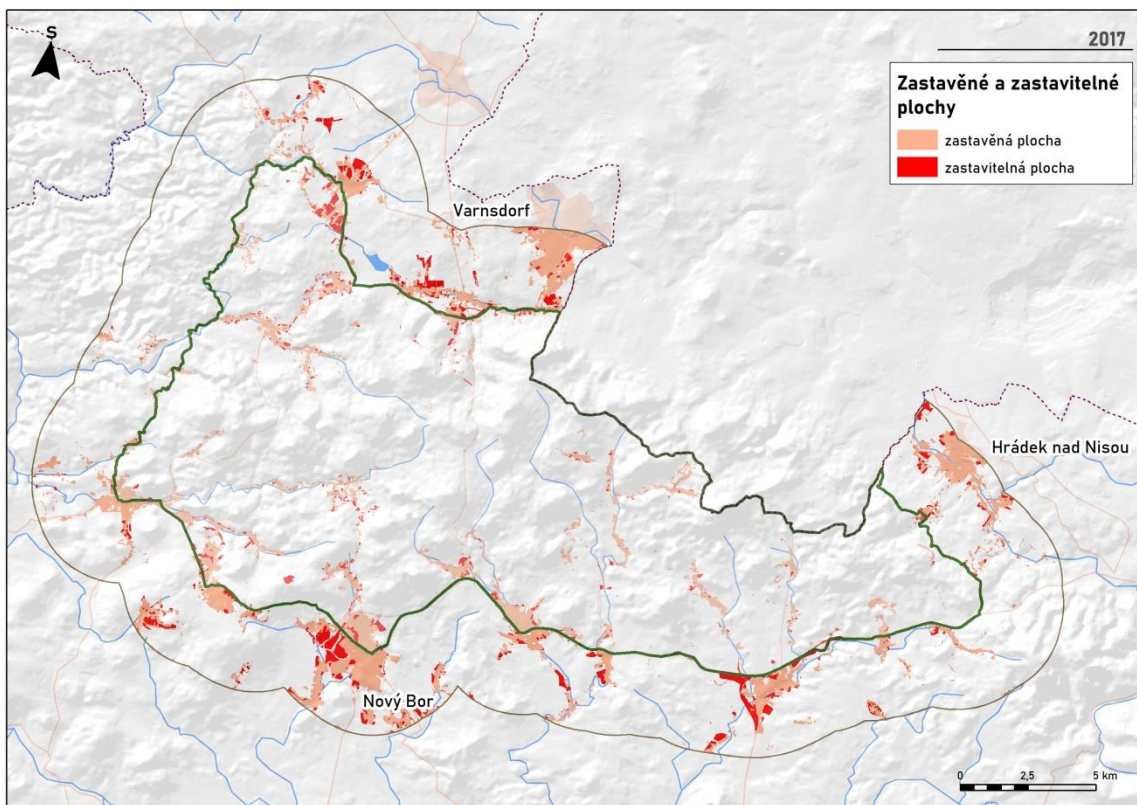 S
2017
Zastavěné a zastavitelné
plochy
zastavěná plocha
zastavitelná plocha
Varnsdorf
Hrádek nad Nisou
Nový Bor
0 2,5 5 km